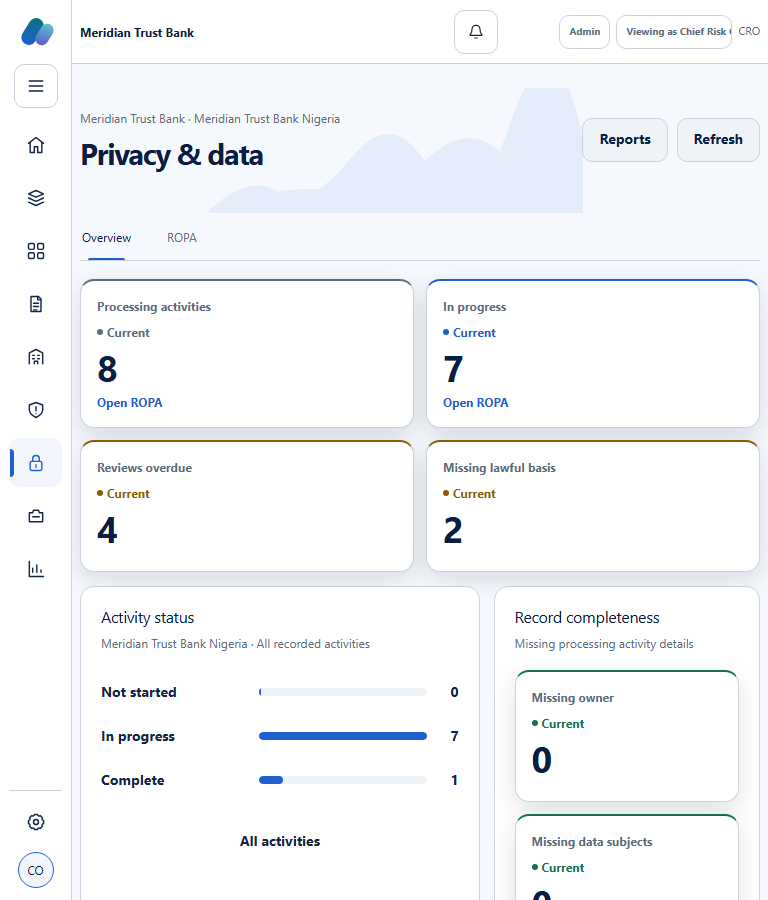 Meridian Trust Bank
Admin
Viewing as Chief Risk
CRO
Meridian Trust Bank · Meridian Trust Bank Nigeria
Privacy & data
Reports
Refresh
Overview
ROPA
Processing activities
Current
8
Open ROPA
In progress
Current
7
Open ROPA
Reviews overdue
Current
4
Missing lawful basis
Current
2
Activity status
Meridian Trust Bank Nigeria · All recorded activities
Not started 0
In progress 7
Complete 1
All activities
Record completeness
Missing processing activity details
Missing owner
Current
0
Missing data subjects
Current
CO